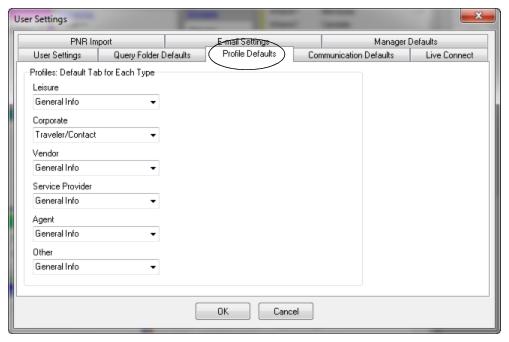 User Settings
PNR Import E-mail Settings Manager Defaults
User Settings Query Folder Defaults Profile Defaults Communication Defaults Live Connect
Profiles: Default Tab for Each Type
Leisure
General Info
Corporate
Traveler/Contact
Vendor
General Info
Service Provider
General Info
Agent
General Info
Other
General Info
OK Cancel